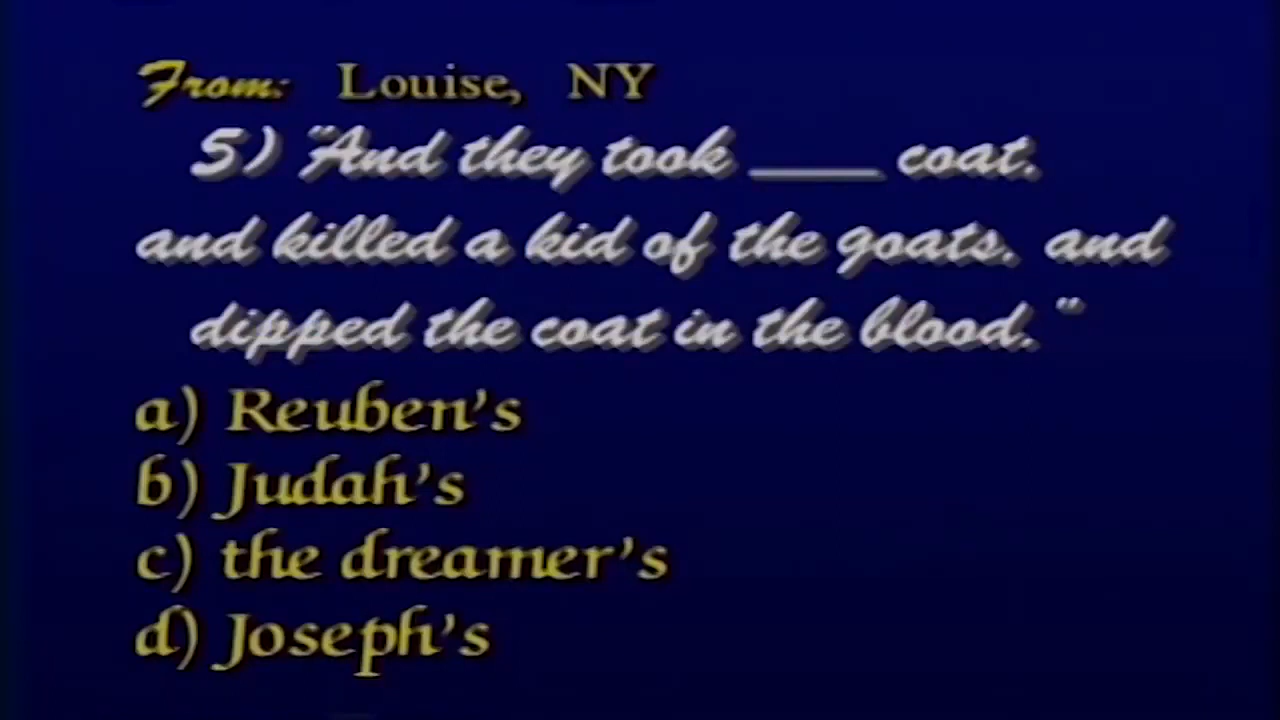 From: Louise, NY
5) "And they took ____ coat,
and killed a kid of the goats, and
dipped the coat in the blood."
a) Reuben's
b) Judah's
c) the dreamer's
d) Joseph's